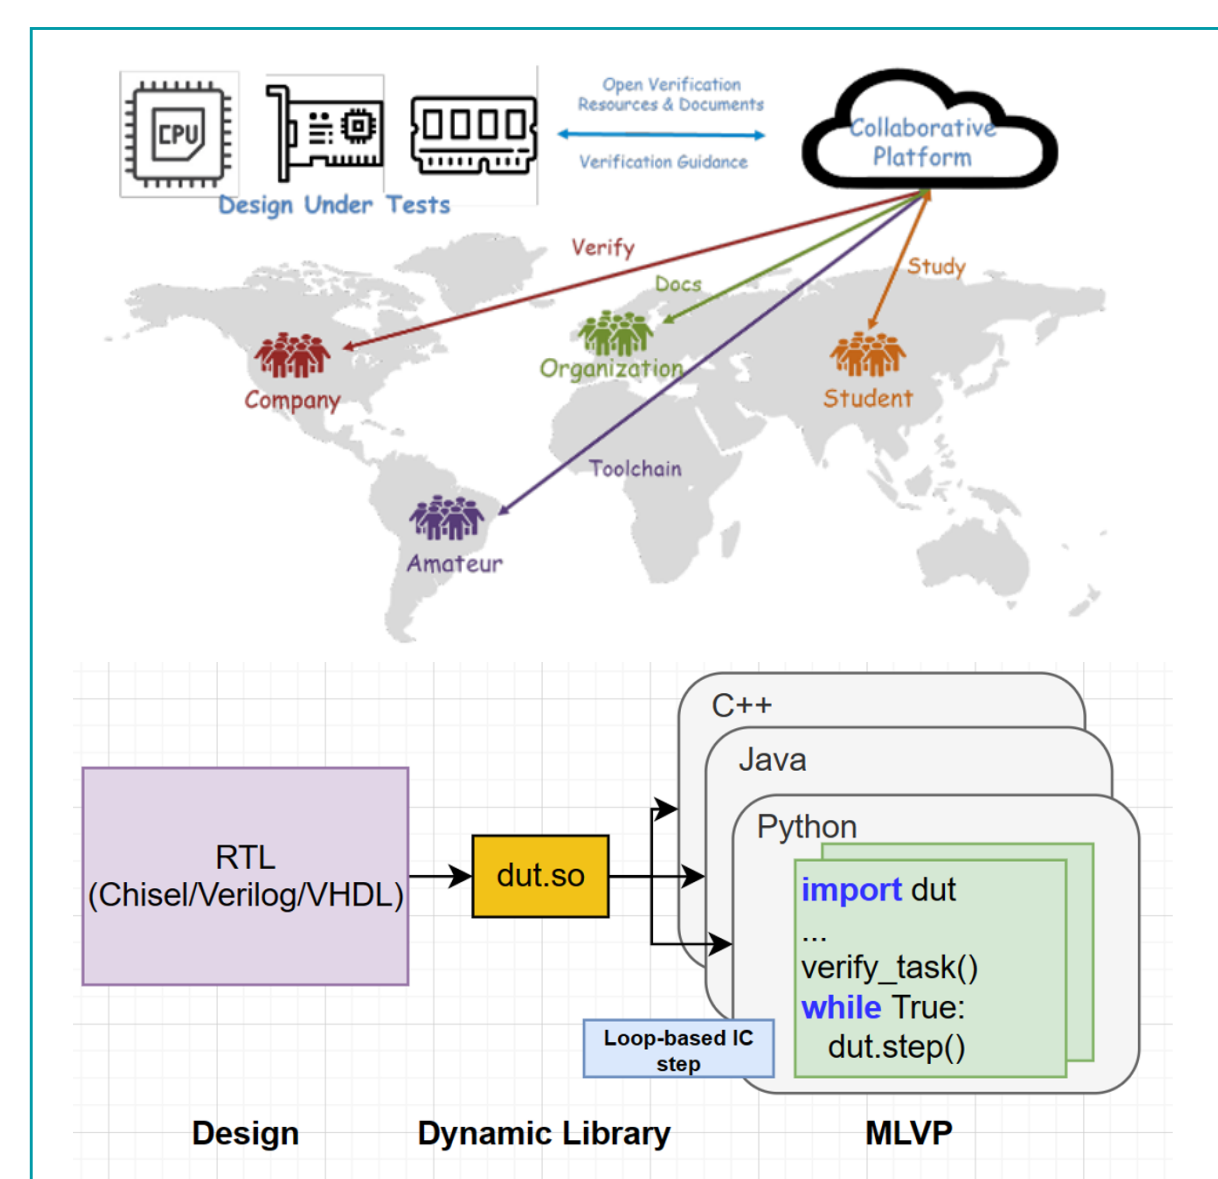 CPU
Design Under Tests
Open Verification
Resources & Documents
Verification Guidance
Collaborative
Platform
Verify
Docs
Study
Toolchain
Company
Organization
Student
Amateur
RTL
(Chisel/Verilog/VHDL)
dut.so
C++
Java
Python
import dut
...
verify_task()
while True:
dut.step()
Loop-based IC
step
Design
Dynamic Library
MLVP